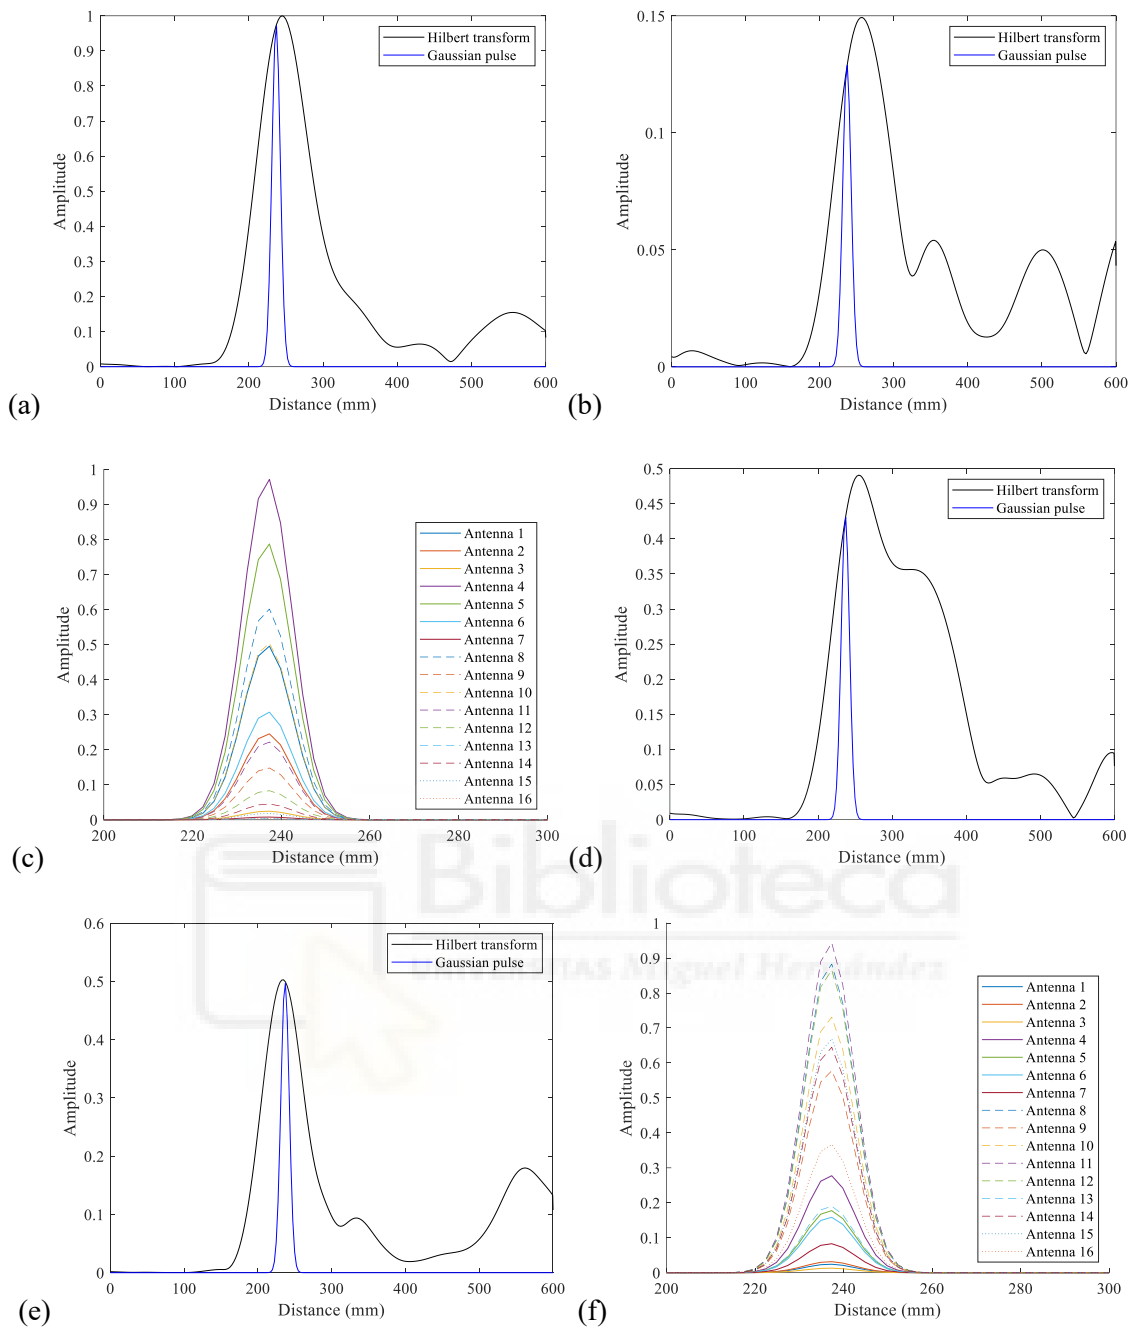 1
0.9
0.8
0.7
0.6
0.5
0.4
0.3
0.2
0.1
0
Amplitude
Hilbert transform
Gaussian pulse
0 100 200 300 400 500 600
Distance (mm)
(a)
0.15
0.1
0.05
0
Amplitude
Hilbert transform
Gaussian pulse
0 100 200 300 400 500 600
Distance (mm)
(b)
1
0.9
0.8
0.7
0.6
0.5
0.4
0.3
0.2
0.1
0
Amplitude
Antenna 1
Antenna 2
Antenna 3
Antenna 4
Antenna 5
Antenna 6
Antenna 7
Antenna 8
Antenna 9
Antenna 10
Antenna 11
Antenna 12
Antenna 13
Antenna 14
Antenna 15
Antenna 16
200 220 240 260 280 300
Distance (mm)
(c)
0.5
0.45
0.4
0.35
0.3
0.25
0.2
0.15
0.1
0.05
0
Amplitude
Hilbert transform
Gaussian pulse
0 100 200 300 400 500 600
Distance (mm)
(d)
Biblioteca
UNIVERSITAS Miguel Hernández
0.6
0.5
0.4
0.3
0.2
0.1
0
Amplitude
Hilbert transform
Gaussian pulse
0 100 200 300 400 500 600
Distance (mm)
(e)
1
0.9
0.8
0.7
0.6
0.5
0.4
0.3
0.2
0.1
0
Amplitude
Antenna 1
Antenna 2
Antenna 3
Antenna 4
Antenna 5
Antenna 6
Antenna 7
Antenna 8
Antenna 9
Antenna 10
Antenna 11
Antenna 12
Antenna 13
Antenna 14
Antenna 15
Antenna 16
200 220 240 260 280 300
Distance (mm)
(f)